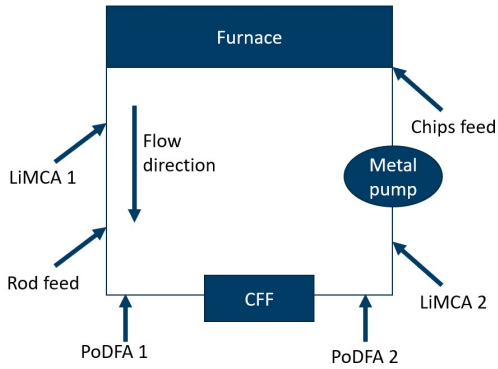 Furnace
Chips feed
Flow
direction
Metal
pump
LiMCA 1
Rod feed
CFF
LiMCA 2
PoDFA 1
PoDFA 2